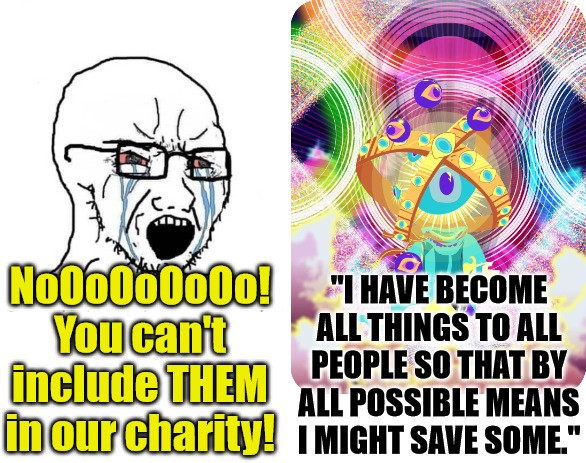 NoOoOoOoOo!
You can't
include THEM
in our charity!
"I HAVE BECOME
ALL THINGS TO ALL
PEOPLE SO THAT BY
ALL POSSIBLE MEANS
I MIGHT SAVE SOME."